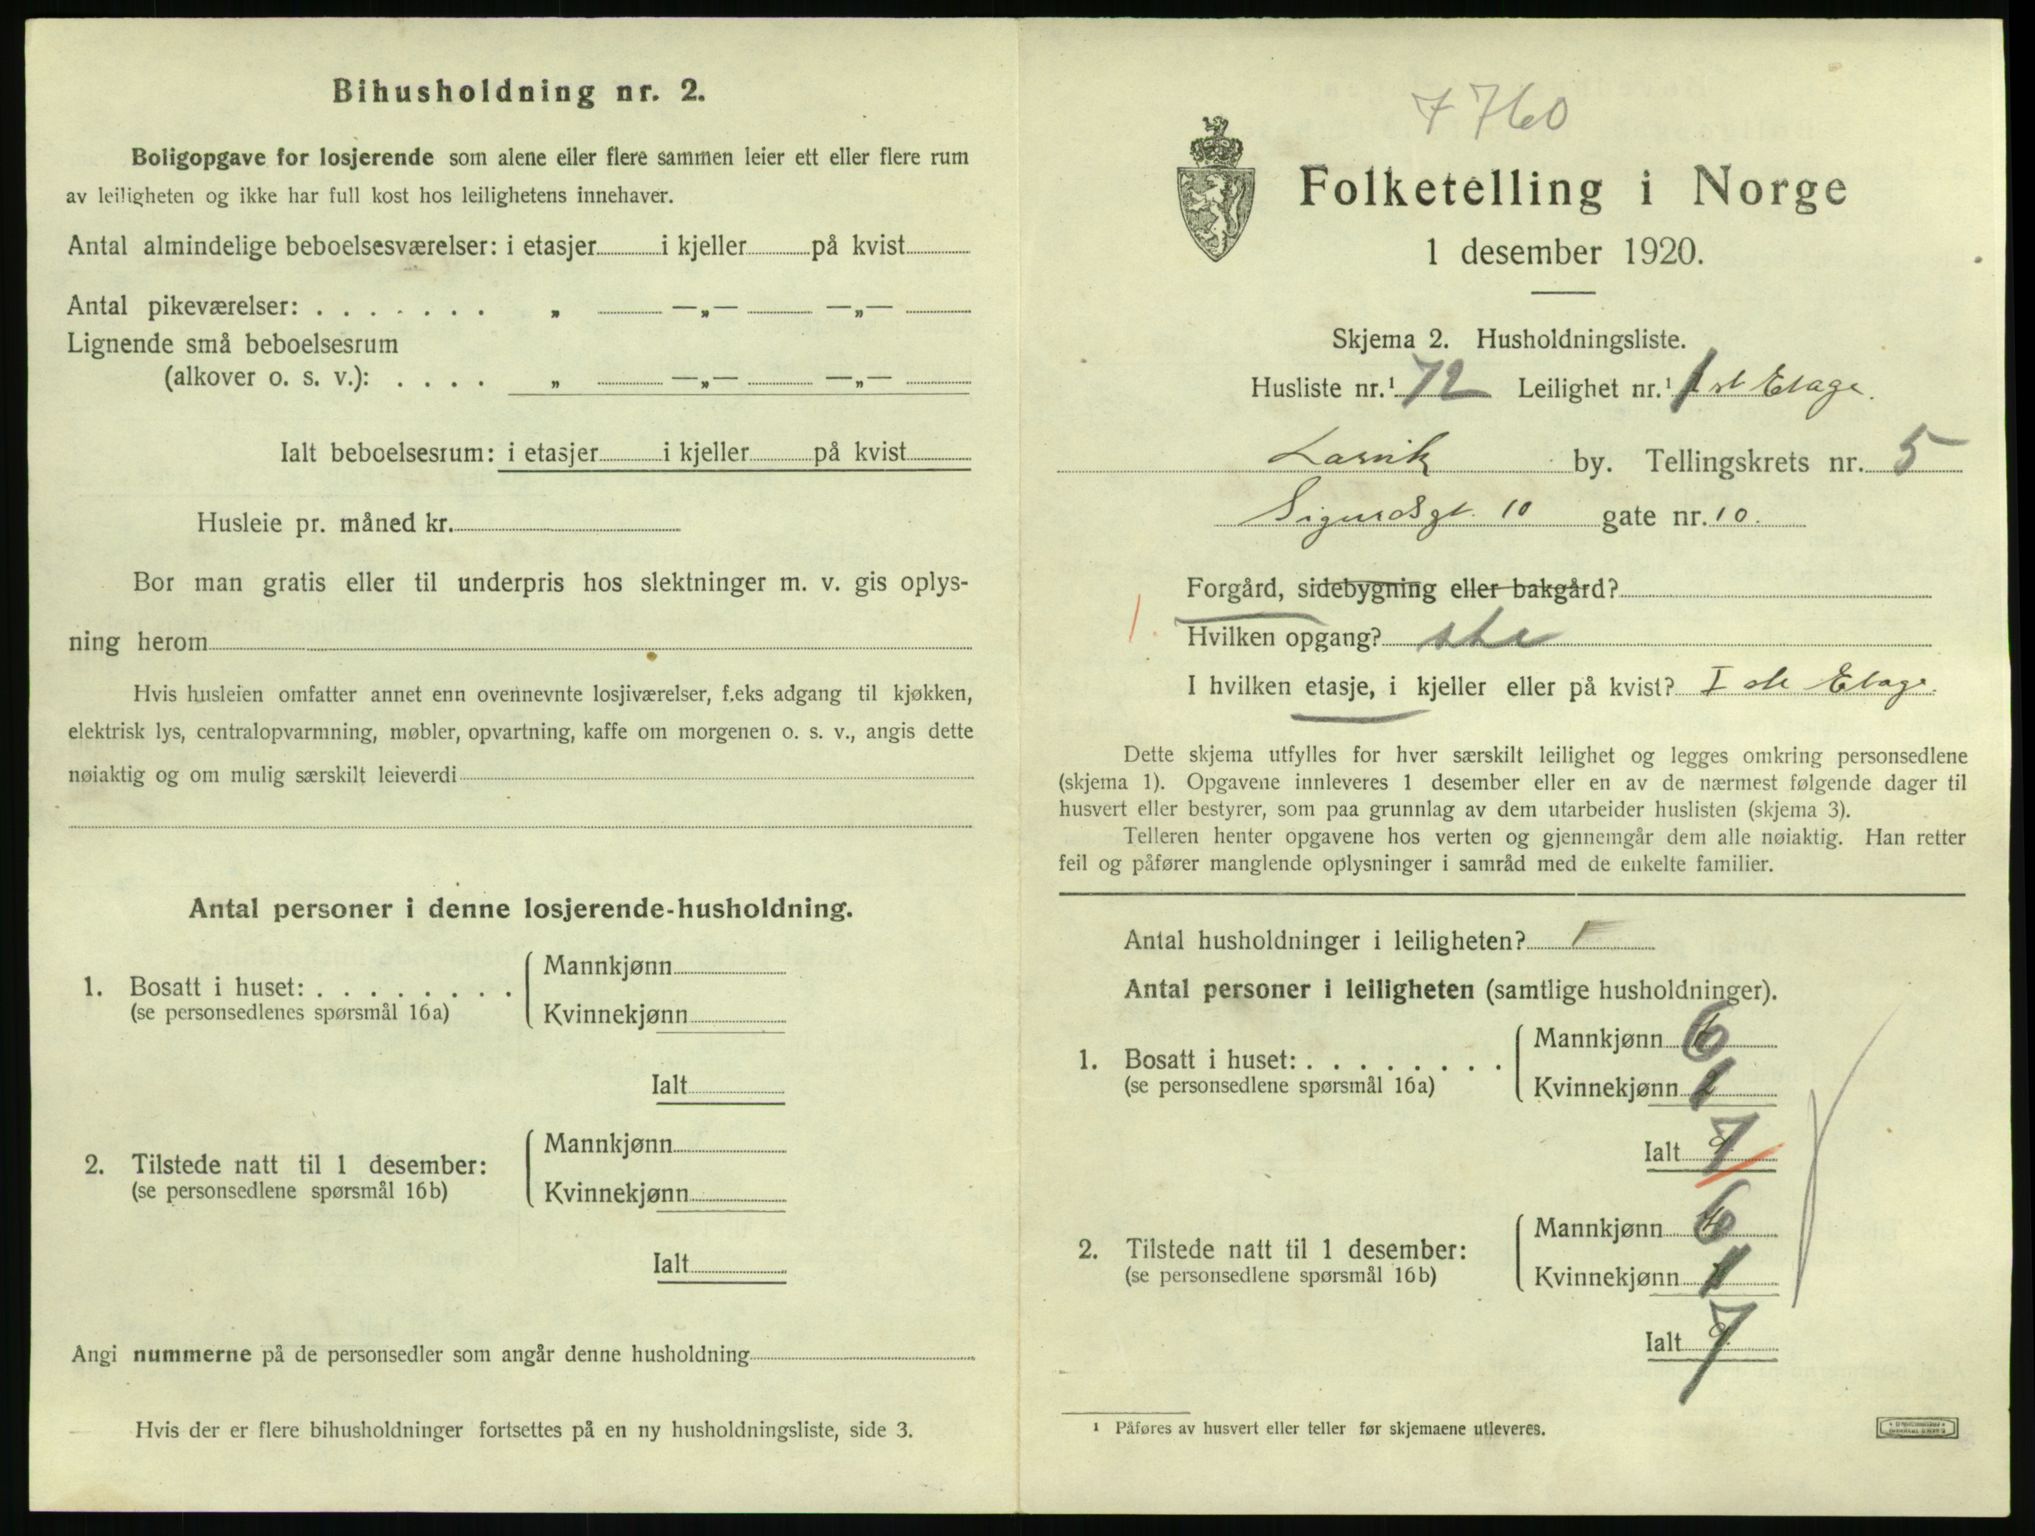 Bihusholdning nr. 2.
Boligopgave for losjerende som alene eller flere sammen leier ett eller flere rum
av leiligheten og ikke har full kost hos leilighetens innehaver.
Antal almindelige beboelsesværelser: i etasjer i kjeller på kvist
Antal pikeværelser: . . . . . . . „ —„— —„—
Lignende små beboelsesrum
(alkover o. s. v.): . . . . „ —„— —„—
Ialt beboelsesrum: i etasjer i kjeller på kvist
Husleie pr. måned kr.
Bor man gratis eller til underpris hos slektninger m. v. gis oplys-
ning herom
Hvis husleien omfatter annet enn ovennevnte losjiværelser, f.eks adgang til kjøkken,
elektrisk lys, centralopvarmning, møbler, opvartning, kaffe om morgenen o. s. v., angis dette
nøiaktig og om mulig særskilt leieverdi
Antal personer i denne losjerende-husholdning.
1. Bosatt i huset: . . . . . . . . Mannkjønn
(se personsedlenes spørsmål 16a) Kvinnekjønn
Ialt
2. Tilstede natt til 1 desember: Mannkjønn
(se personsedlene spørsmål 16b) Kvinnekjønn
Ialt
Angi nummerne på de personsedler som angår denne husholdning
Hvis der er flere bihusholdninger fortsettes på en ny husholdningsliste, side 3.
7760
Folketelling i Norge
1 desember 1920.
Skjema 2. Husholdningsliste.
Husliste nr.¹ 72 Leilighet nr.¹ 1st Etage.
Larvik by. Tellingskrets nr. 5
Sigurdsgt. 10 gate nr. 10.
Forgård, sidebygning eller bakgård?
1. Hvilken opgang?
I hvilken etasje, i kjeller eller på kvist? I ste Etage.
Dette skjema utfylles for hver særskilt leilighet og legges omkring personsedlene
(skjema 1). Opgavene innleveres 1 desember eller en av de nærmest følgende dager til
husvert eller bestyrer, som paa grunnlag av dem utarbeider huslisten (skjema 3).
Telleren henter opgavene hos verten og gjennemgår dem alle nøiaktig. Han retter
feil og påfører manglende oplysninger i samråd med de enkelte familier.
Antal husholdninger i leiligheten? 1
Antal personer i leiligheten (samtlige husholdninger).
1. Bosatt i huset: . . . . . . . . Mannkjønn 6
(se personsedlene spørsmål 16a) Kvinnekjønn 1
Ialt 7
2. Tilstede natt til 1 desember: Mannkjønn 6
(se personsedlene spørsmål 16b) Kvinnekjønn 1
Ialt 7
¹ Påføres av husvert eller teller før skjemaene utleveres.